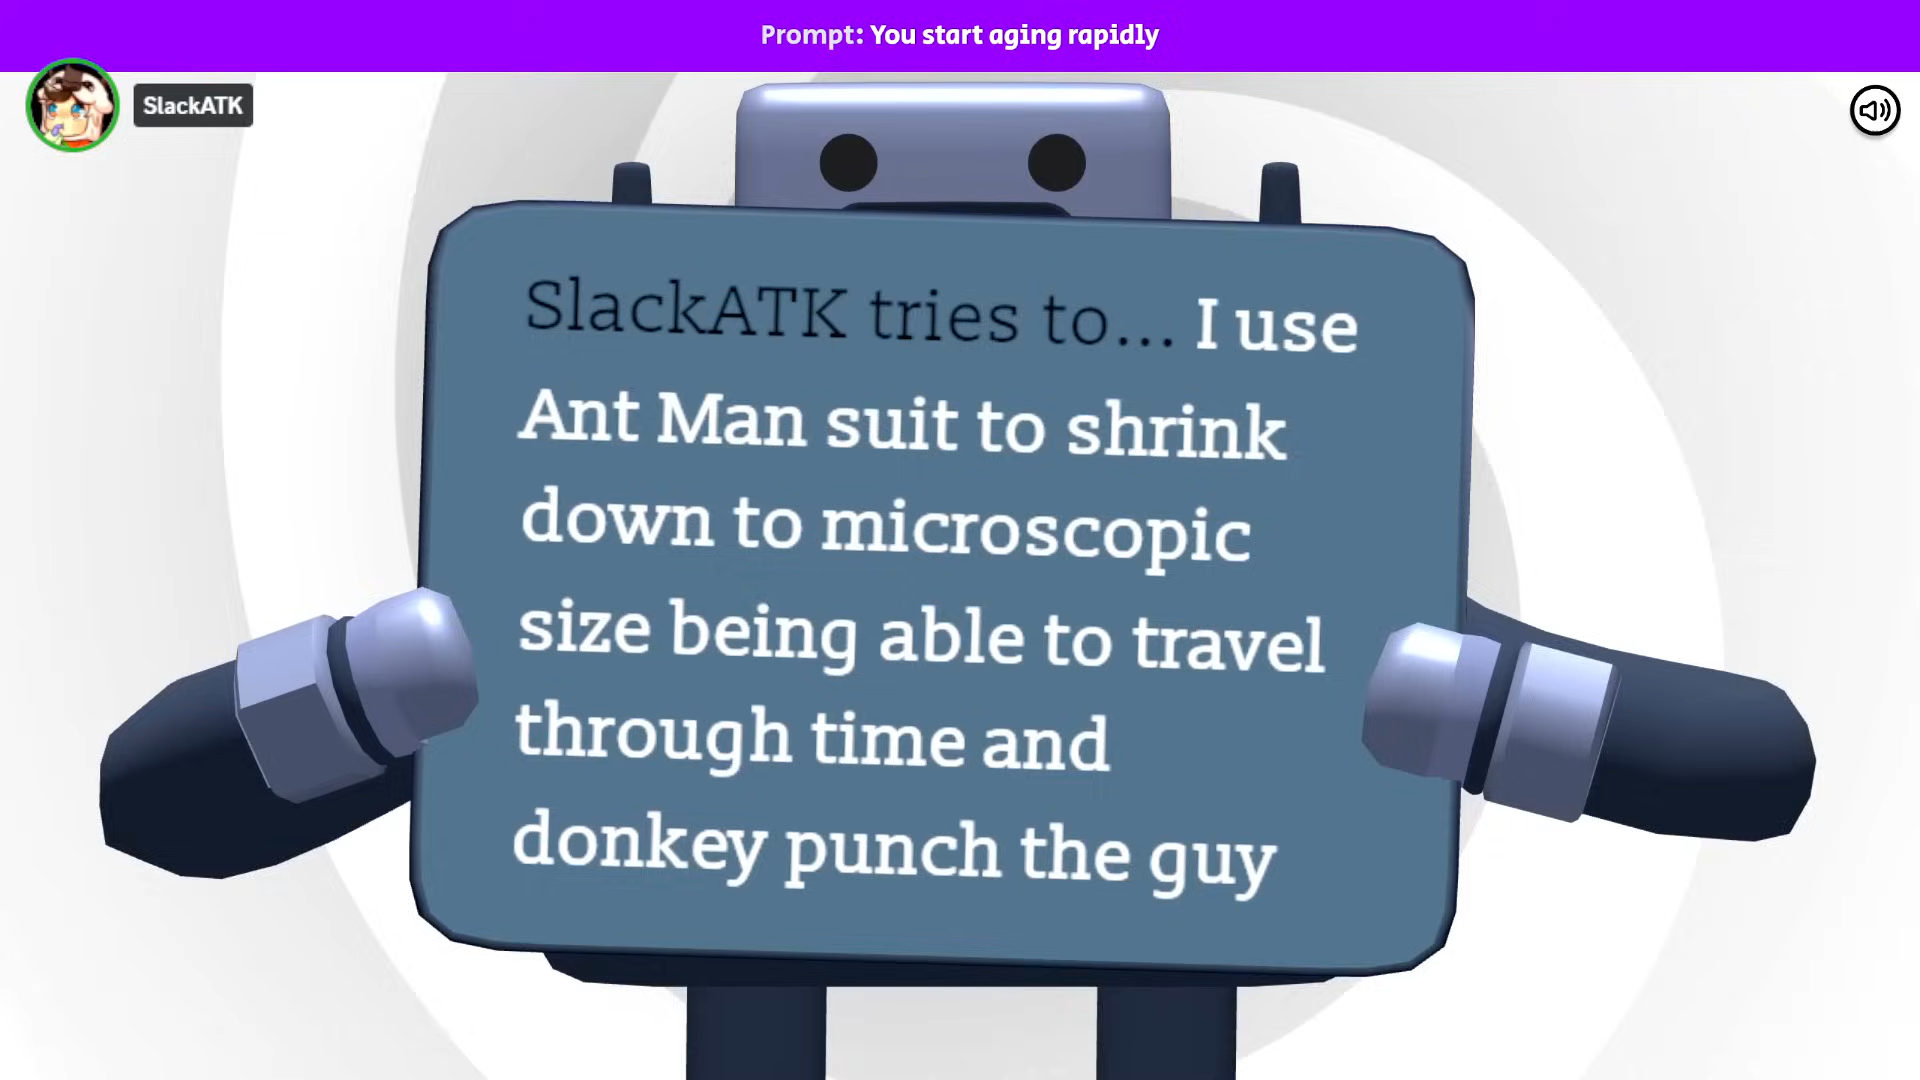 Prompt: You start aging rapidly
SlackATK
SlackATK tries to... I use
Ant Man suit to shrink
down to microscopic
size being able to travel
through time and
donkey punch the guy